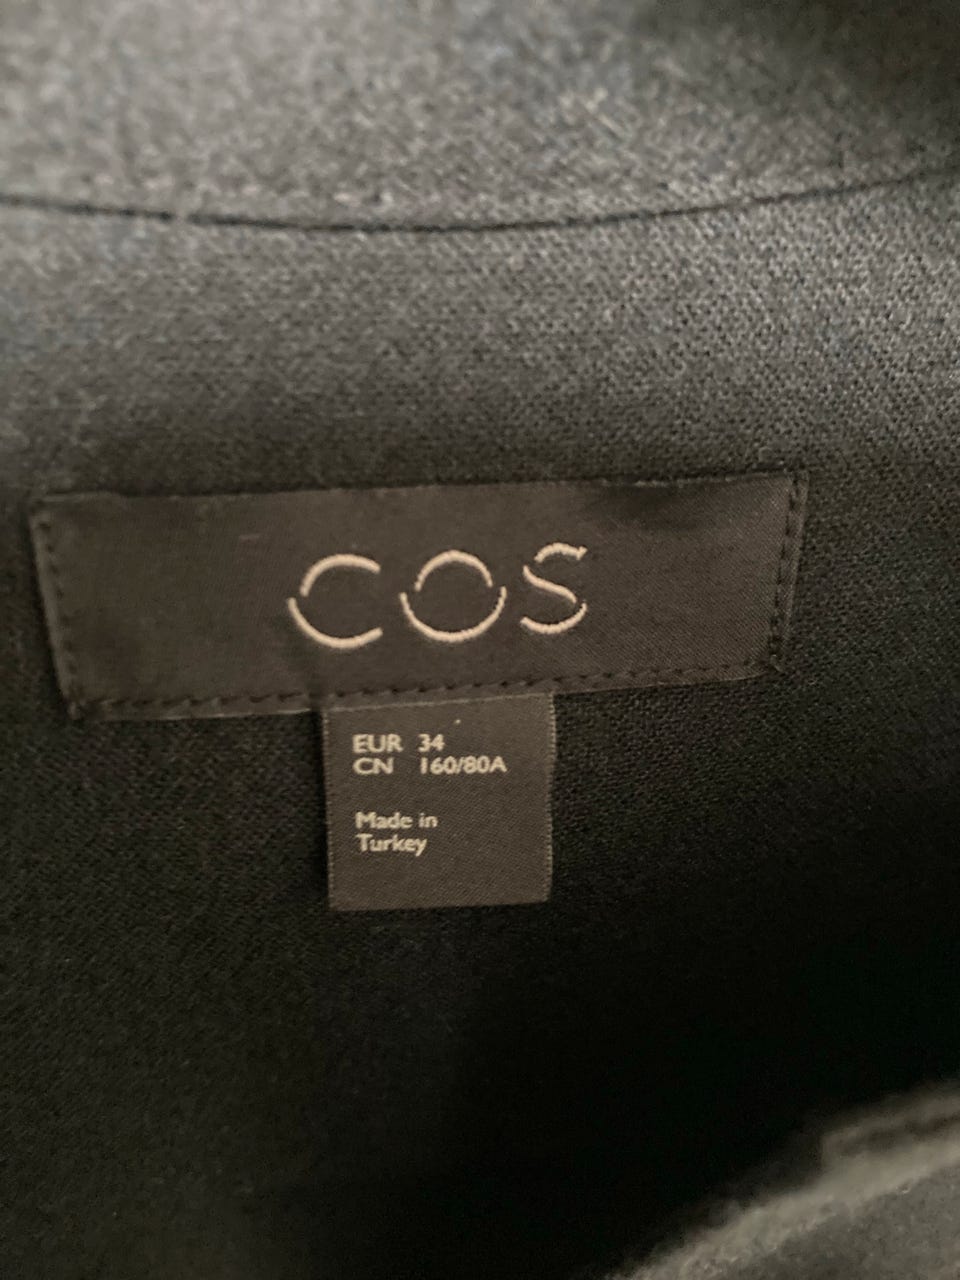 COS
EUR 34
CN 160/80A
Made in
Turkey